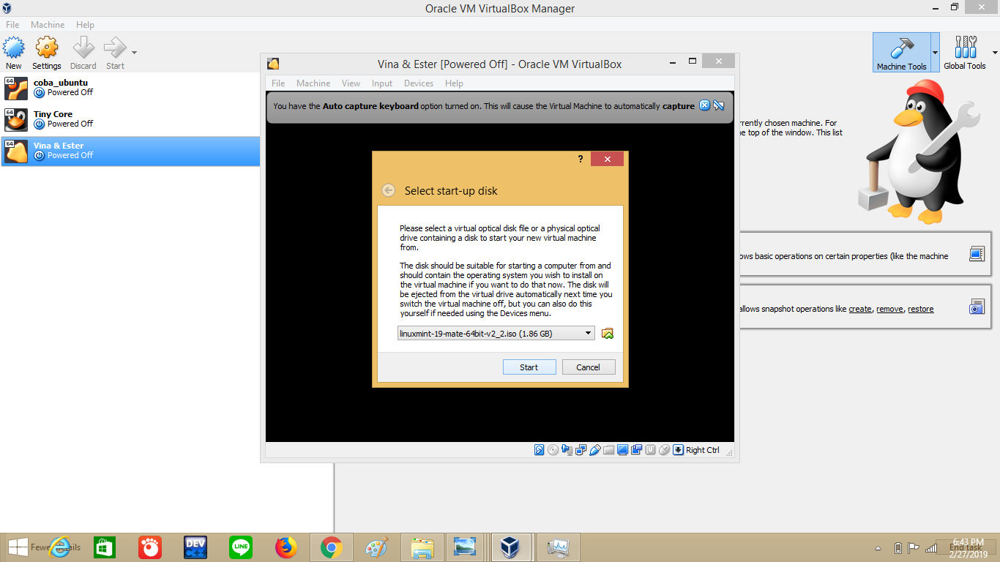 Oracle VM VirtualBox Manager
File Machine Help
New Settings Discard Start
Machine Tools Global Tools
64
coba_ubuntu
Powered Off
64
Tiny Core
Powered Off
64
Vina & Ester
Powered Off
Vina & Ester [Powered Off] - Oracle VM VirtualBox
File Machine View Input Devices Help
You have the Auto capture keyboard option turned on. This will cause the Virtual Machine to automatically capture
?
Select start-up disk
Please select a virtual optical disk file or a physical optical
drive containing a disk to start your new virtual machine
from.
The disk should be suitable for starting a computer from and
should contain the operating system you wish to install on
the virtual machine if you want to do that now. The disk will
be ejected from the virtual drive automatically next time you
switch the virtual machine off, but you can also do this
yourself if needed using the Devices menu.
linuxmint-19-mate-64bit-v2_2.iso (1.86 GB)
Start Cancel
Right Ctrl
rrently chosen machine. For
e top of the window. This list
ows basic operations on certain properties (like the machine
allows snapshot operations like create, remove, restore
DEV
C++
LINE
End task
6:43 PM
2/27/2019